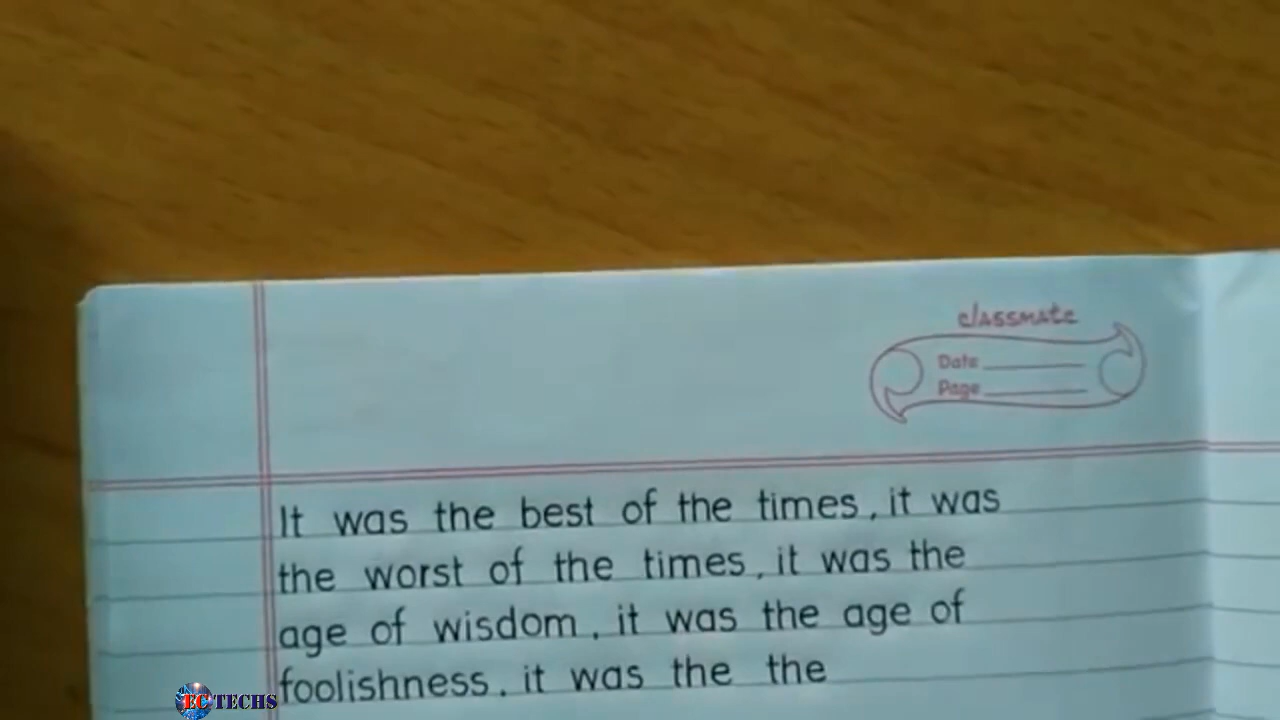 classmate
Date
Page
It was the best of the times, it was
the worst of the times, it was the
age of wisdom, it was the age of
foolishness. it was the the
EC TECHS